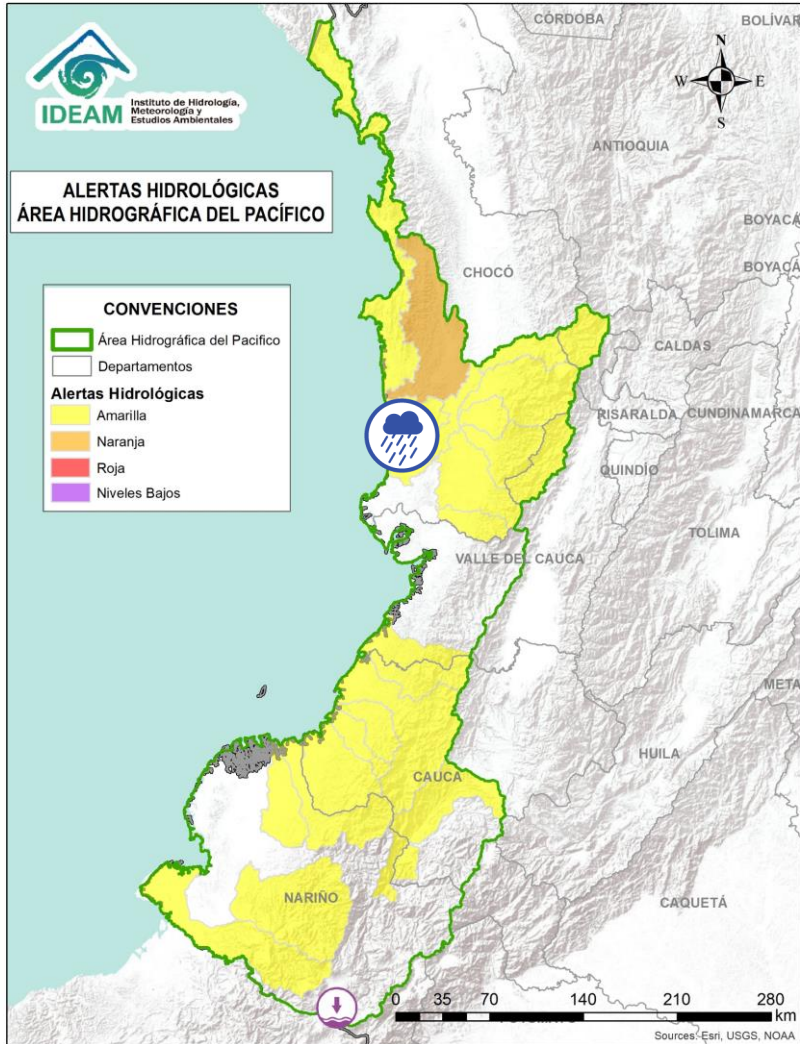 CÓRDOBA
BOLÍVAR
N
W
E
S
IDEAM
Instituto de Hidrología,
Meteorología y
Estudios Ambientales
ANTIOQUIA
ALERTAS HIDROLÓGICAS
ÁREA HIDROGRÁFICA DEL PACÍFICO
BOYACÁ
BOYACÁ
CHOCÓ
CONVENCIONES
Área Hidrográfica del Pacífico
Departamentos
Alertas Hidrológicas
Amarilla
Naranja
Roja
Niveles Bajos
CALDAS
RISARALDA
CUNDINAMARCA
QUINDÍO
TOLIMA
VALLE DEL CAUCA
META
HUILA
CAUCA
NARIÑO
CAQUETÁ
0 35 70 140 210 280
km
Sources: Esri, USGS, NOAA